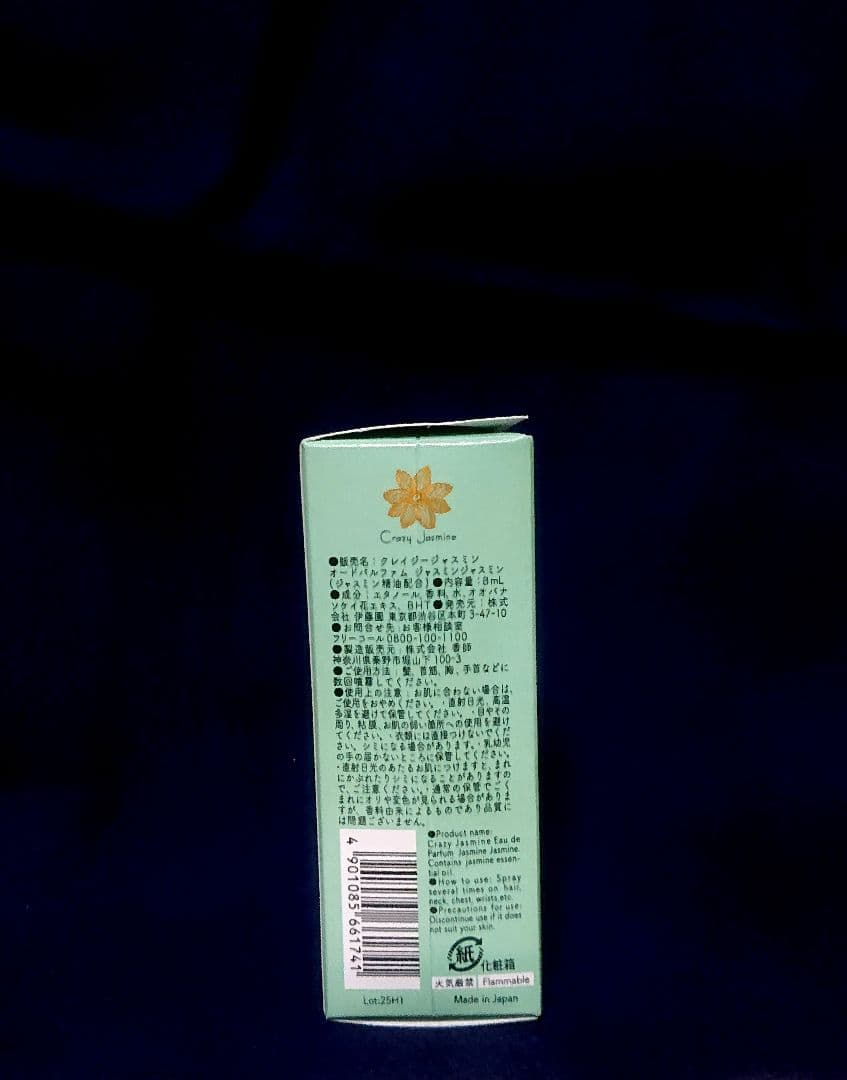 Crazy Jasmine
●販売名：クレイジージャスミン
オードパルファム ジャスミンジャスミン
(ジャスミン精油配合)●内容量：8mL
●成分：エタノール,香料,水,オオバナ
ソケイ花エキス、BHT●発売元：株式
会社 伊藤園 東京都渋谷区本町3-47-10
●お問合せ先：お客様相談室
フリーコール0800-100-1100
●製造販売元：株式会社 香師
神奈川県秦野市堀山下100-3
●ご使用方法：髪、首筋、胸、手首などに
数回噴霧してください。
●使用上の注意：お肌に合わない場合は、
ご使用をおやめください。・直射日光、高温
多湿を避けて保管してください。・目やその
周り、粘膜、お肌の弱い箇所への使用を避け
てください。・衣類には直接つけないでくだ
さい。シミになる場合があります。・乳幼児
の手の届かないところに保管してください。
・直射日光のあたるお肌につけますと、まれ
にかぶれたりシミになることがありますの
で、ご注意ください。・通常の保管でごく
まれにオリや変色が見られる場合がありま
すが、香料由来によるものであり品質に
は問題ございません。
●Product name:
Crazy Jasmine Eau de
Parfum Jasmine Jasmine.
Contains jasmine essen-
tial oil.
●How to use: Spray
several times on hair,
neck, chest, wrists,etc.
●Precautions for use:
Discontinue use if it does
not suit your skin.
4901085661741
紙
化粧箱
火気厳禁 Flammable
Lot:25H1
Made in Japan